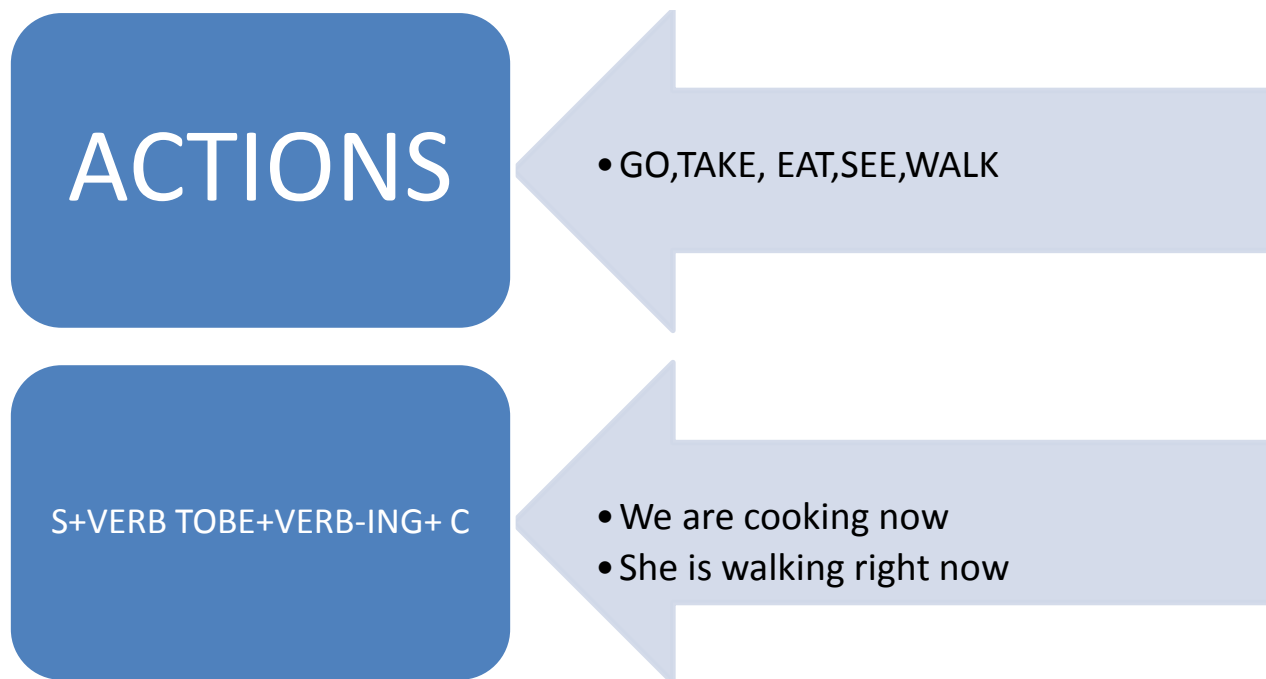 ACTIONS
•GO,TAKE, EAT,SEE,WALK
S+VERB TOBE+VERB-ING+ C
•We are cooking now
•She is walking right now